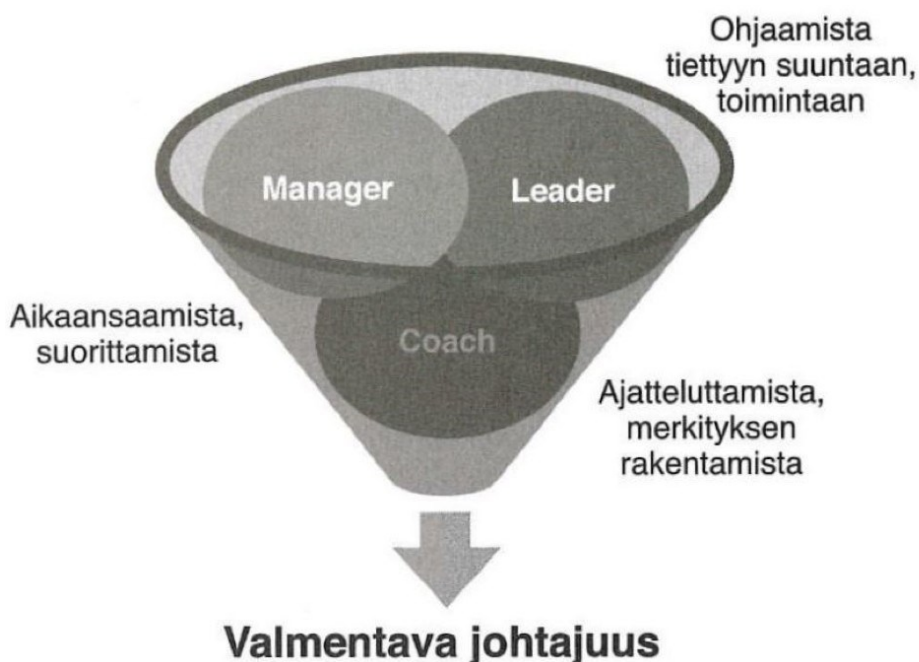 Ohjaamista
tiettyyn suuntaan,
toimintaan
Manager
Leader
Aikaansaamista,
suorittamista
Coach
Ajatteluttamista,
merkityksen
rakentamista
Valmentava johtajuus